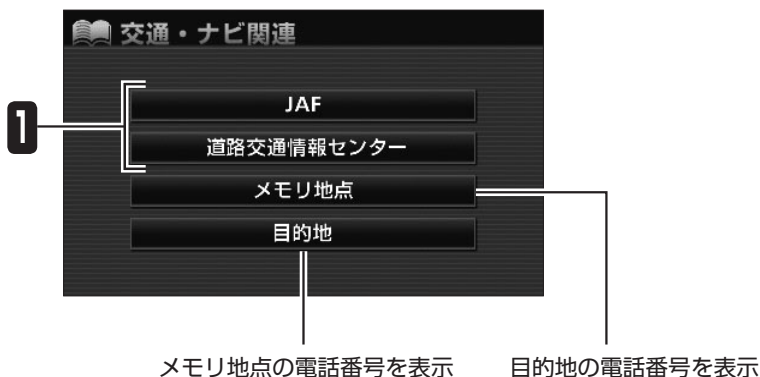 交通・ナビ関連
1
JAF
道路交通情報センター
メモリ地点
目的地
メモリ地点の電話番号を表示
目的地の電話番号を表示